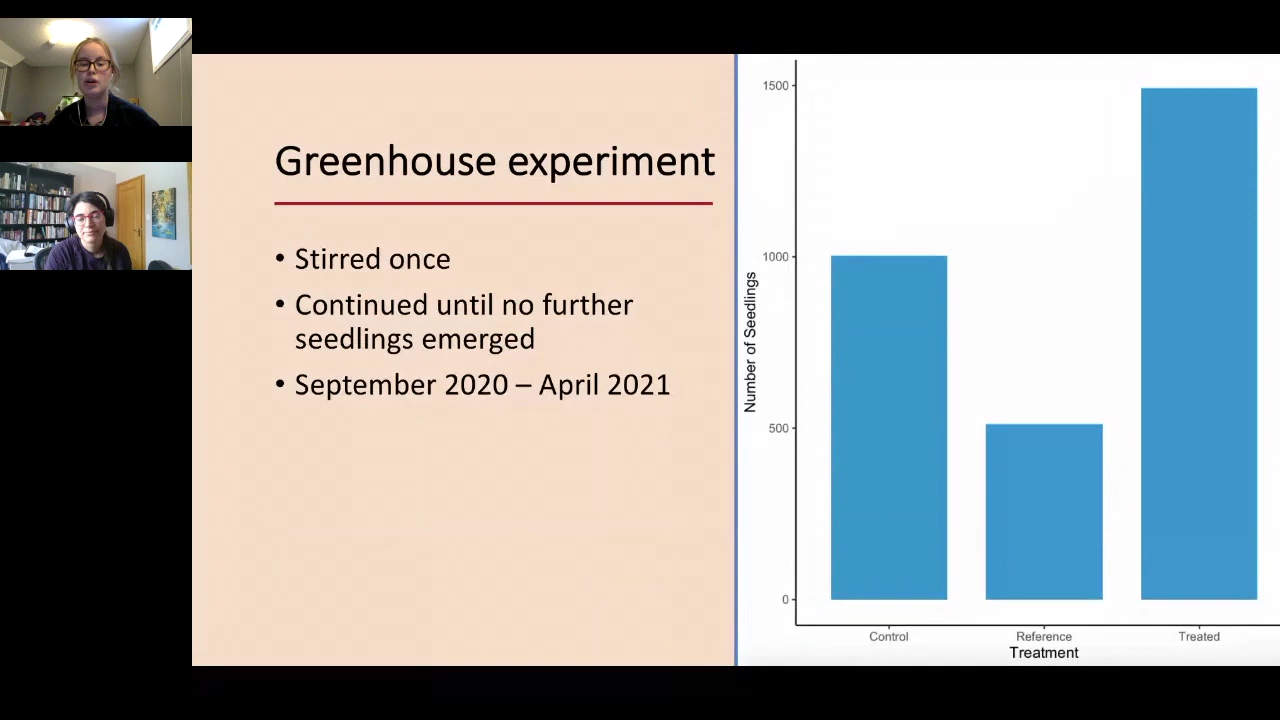 Greenhouse experiment
• Stirred once
• Continued until no further
seedlings emerged
• September 2020 – April 2021
Number of Seedlings
1500
1000
500
0
Control
Reference
Treated
Treatment